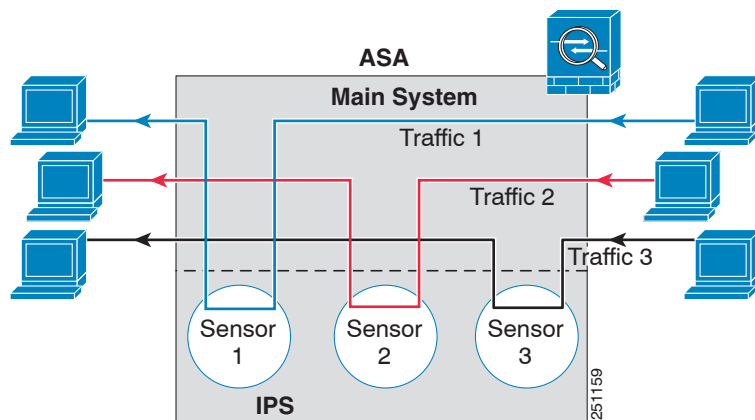 ASA
Main System
Traffic 1
Traffic 2
Traffic 3
Sensor
1
Sensor
2
Sensor
3
IPS
251159